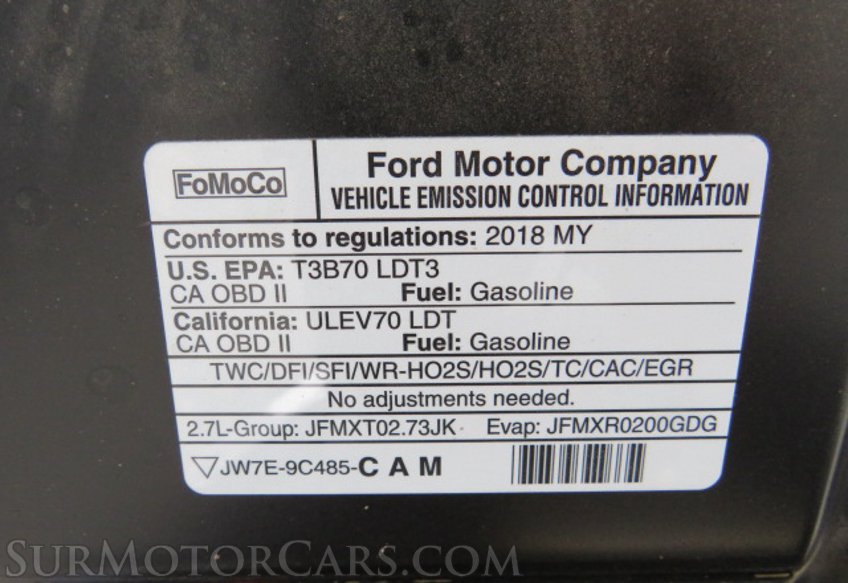 FoMoCo
Ford Motor Company
VEHICLE EMISSION CONTROL INFORMATION
Conforms to regulations: 2018 MY
U.S. EPA: T3B70 LDT3
CA OBD II Fuel: Gasoline
California: ULEV70 LDT
CA OBD II Fuel: Gasoline
TWC/DFI/SFI/WR-HO2S/HO2S/TC/CAC/EGR
No adjustments needed.
2.7L-Group: JFMXT02.73JK Evap: JFMXR0200GDG
JW7E-9C485-CAM
SurMotorCars.com